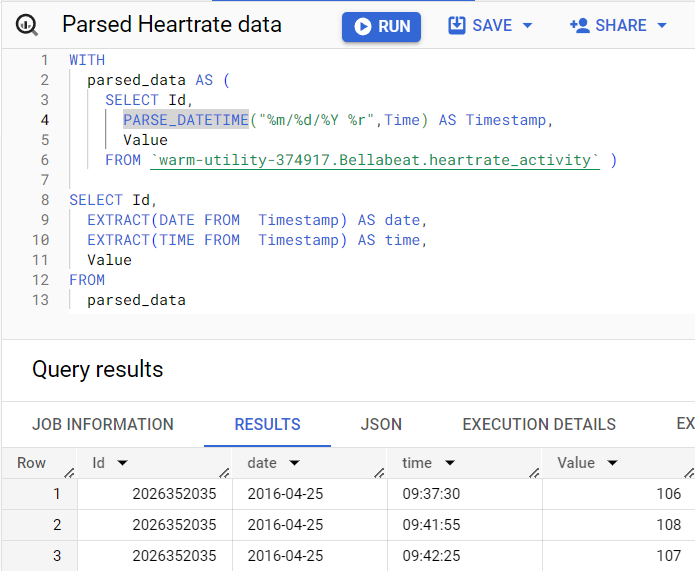 Parsed Heartrate data RUN SAVE SHARE
1 WITH
2 parsed_data AS (
3 SELECT Id,
4 PARSE_DATETIME("%m/%d/%Y %r",Time) AS Timestamp,
5 Value
6 FROM `warm-utility-374917.Bellabeat.heartrate_activity` )
7
8 SELECT Id,
9 EXTRACT(DATE FROM  Timestamp) AS date,
10 EXTRACT(TIME FROM  Timestamp) AS time,
11 Value
12 FROM
13 parsed_data
Query results
JOB INFORMATION RESULTS JSON EXECUTION DETAILS EX
Row Id date time Value
1 2026352035 2016-04-25 09:37:30 106
2 2026352035 2016-04-25 09:41:55 108
3 2026352035 2016-04-25 09:42:25 107